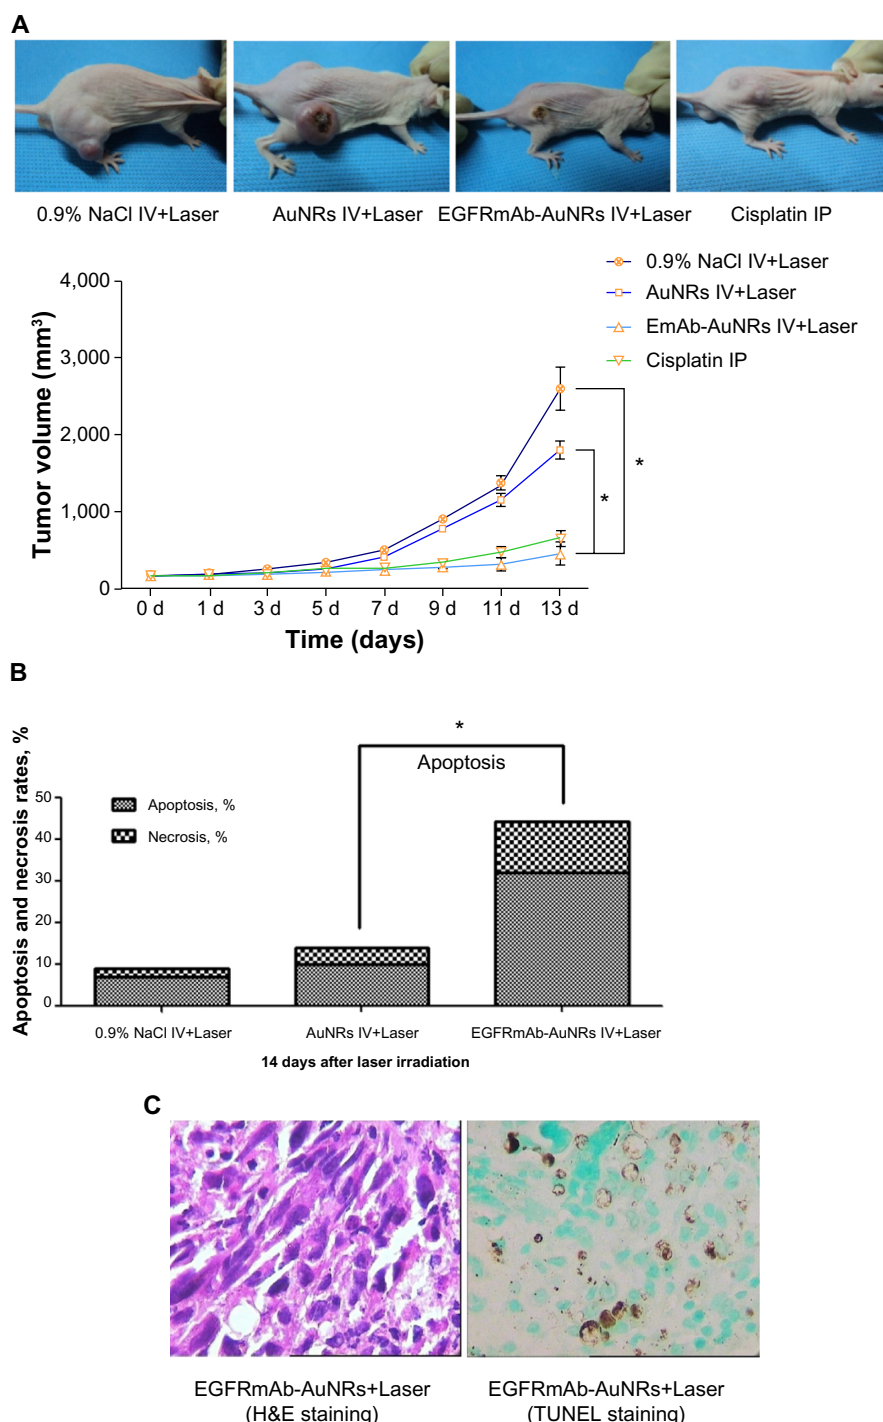 A
0.9% NaCl IV+Laser
AuNRs IV+Laser
EGFRmAb-AuNRs IV+Laser
Cisplatin IP
0.9% NaCl IV+Laser
AuNRs IV+Laser
EmAb-AuNRs IV+Laser
Cisplatin IP
Tumor volume (mm³)
4,000
3,000
2,000
1,000
0
*
*
0 d 1 d 3 d 5 d 7 d 9 d 11 d 13 d
Time (days)
B
Apoptosis and necrosis rates, %
*
Apoptosis
50
40
30
20
10
0
Apoptosis, %
Necrosis, %
0.9% NaCl IV+Laser
AuNRs IV+Laser
EGFRmAb-AuNRs IV+Laser
14 days after laser irradiation
C
EGFRmAb-AuNRs+Laser
(H&E staining)
EGFRmAb-AuNRs+Laser
(TUNEL staining)